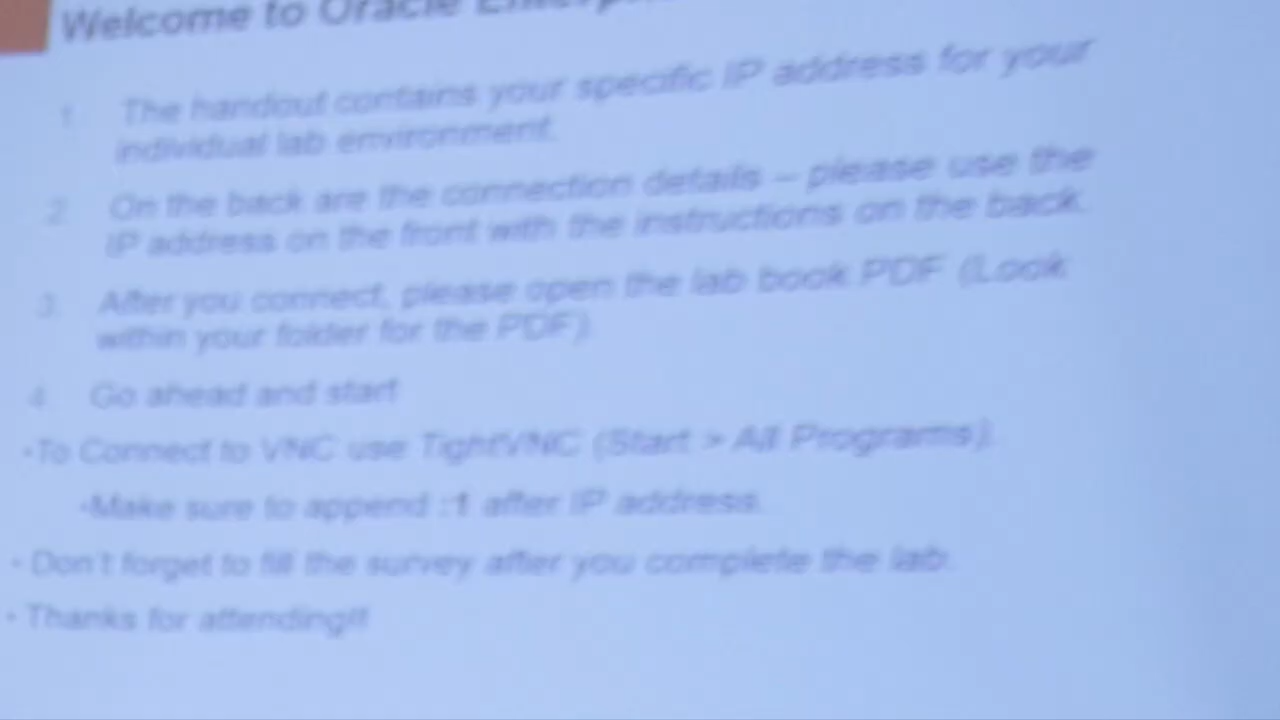 Welcome to Oracle
1. The handout contains your specific IP address for your
individual lab environment.
2. On the back are the connection details – please use the
IP address on the front with the instructions on the back.
3. After you connect, please open the lab book PDF (Look
within your folder for the PDF).
4. Go ahead and start
•To Connect to VNC use TightVNC (Start > All Programs).
•Make sure to append :1 after IP address.
• Don't forget to fill the survey after you complete the lab.
• Thanks for attending!!